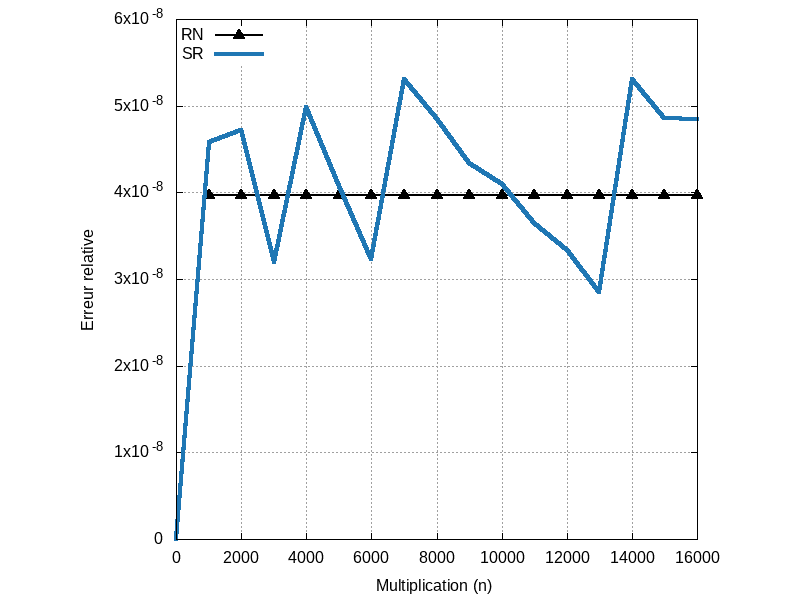 RN
SR
6x10-8
5x10-8
4x10-8
3x10-8
2x10-8
1x10-8
0
Erreur relative
0 2000 4000 6000 8000 10000 12000 14000 16000
Multiplication (n)